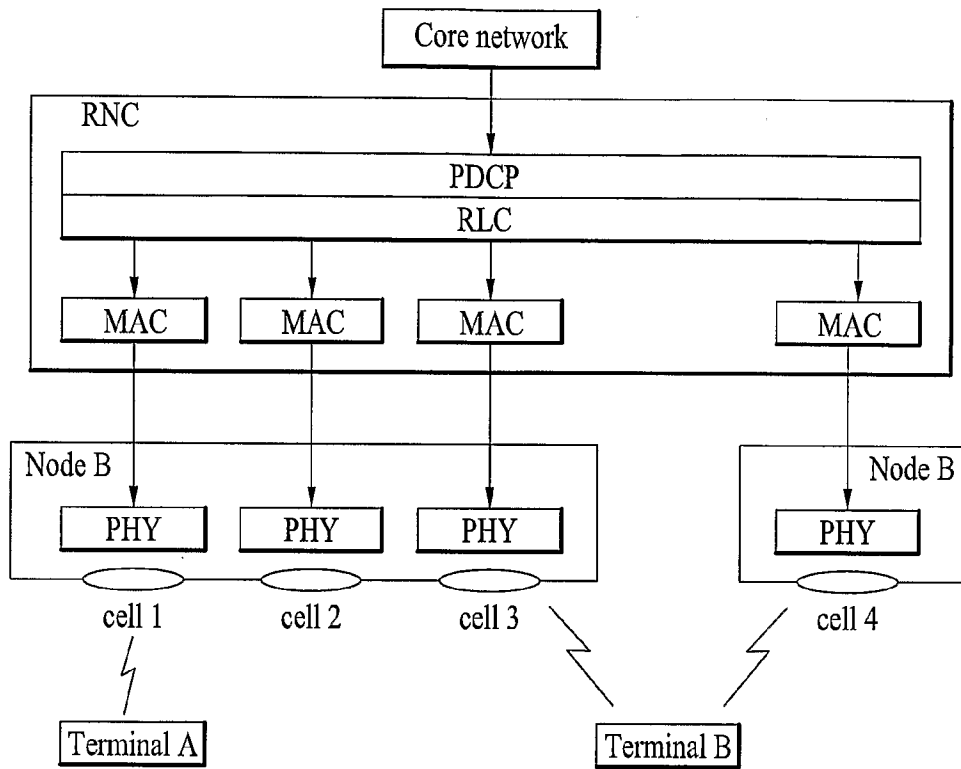 Core network
RNC
PDCP
RLC
MAC MAC MAC MAC
Node B Node B
PHY PHY PHY PHY
cell 1 cell 2 cell 3 cell 4
Terminal A Terminal B